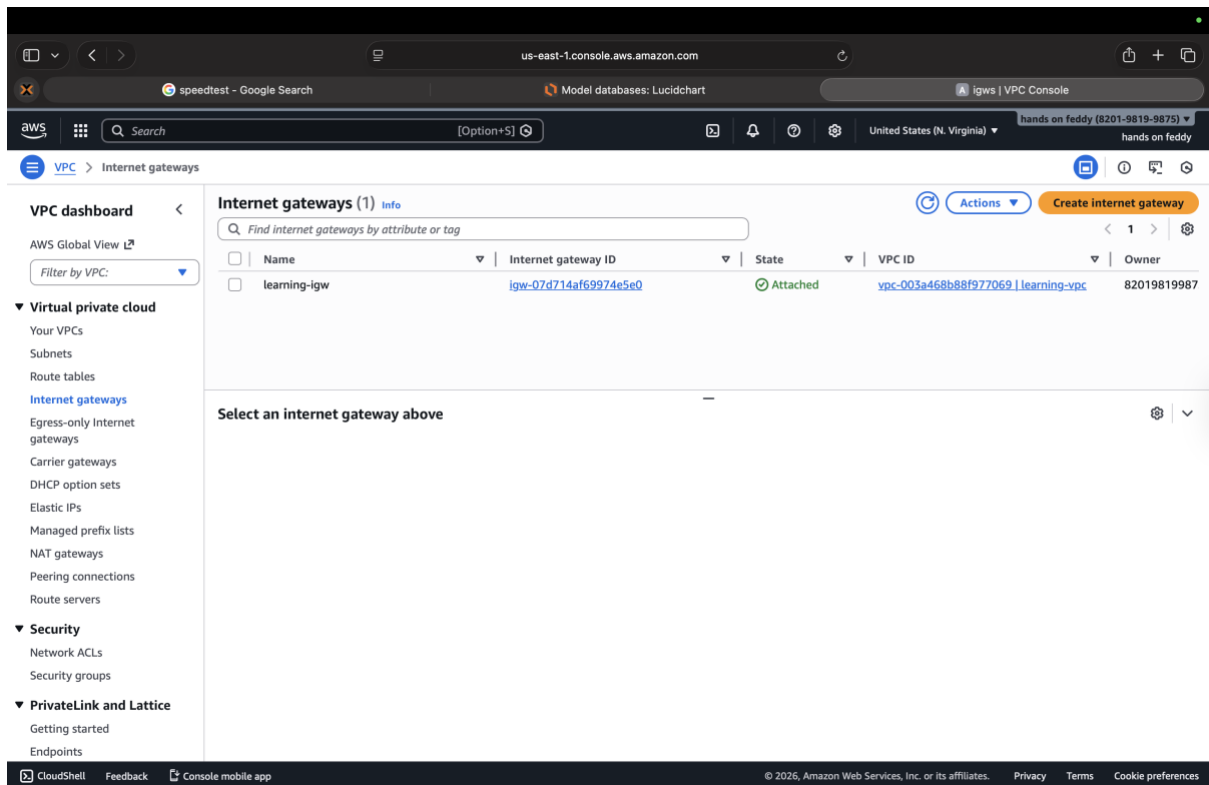 us-east-1.console.aws.amazon.com
speedtest - Google Search
Model databases: Lucidchart
A igws | VPC Console
aws
Search [Option+S]
United States (N. Virginia)
hands on feddy (8201-9819-9875)
hands on feddy
VPC > Internet gateways
VPC dashboard
AWS Global View
Filter by VPC:
Virtual private cloud
Your VPCs
Subnets
Route tables
Internet gateways
Egress-only Internet
gateways
Carrier gateways
DHCP option sets
Elastic IPs
Managed prefix lists
NAT gateways
Peering connections
Route servers
Security
Network ACLs
Security groups
PrivateLink and Lattice
Getting started
Endpoints
Internet gateways (1) Info
Actions
Create internet gateway
Find internet gateways by attribute or tag
1
Name Internet gateway ID State VPC ID Owner
learning-igw igw-07d714af69974e5e0 Attached vpc-003a468b88f977069 | learning-vpc 82019819987
Select an internet gateway above
CloudShell Feedback Console mobile app © 2026, Amazon Web Services, Inc. or its affiliates. Privacy Terms Cookie preferences